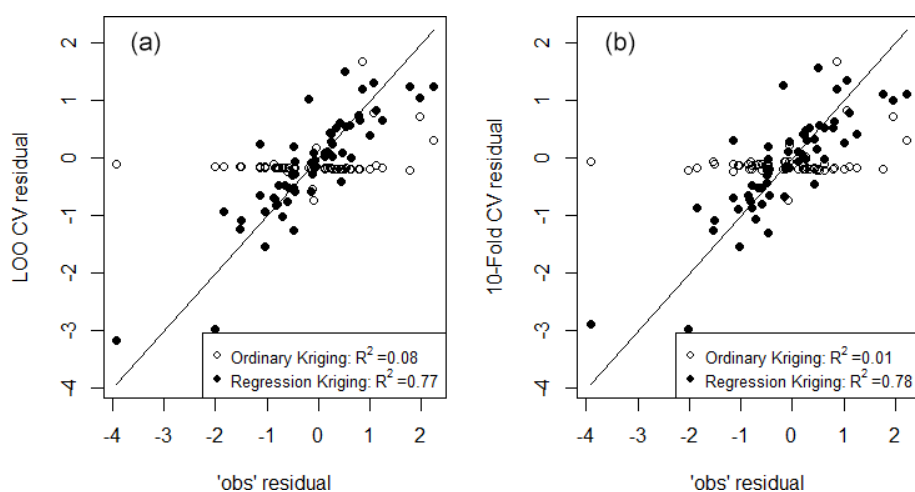 (a)
2
1
0
-1
-2
-3
-4
LOO CV residual
Ordinary Kriging: R² =0.08
Regression Kriging: R² =0.77
-4 -3 -2 -1 0 1 2
'obs' residual
(b)
2
1
0
-1
-2
-3
-4
10-Fold CV residual
Ordinary Kriging: R² =0.01
Regression Kriging: R² =0.78
-4 -3 -2 -1 0 1 2
'obs' residual